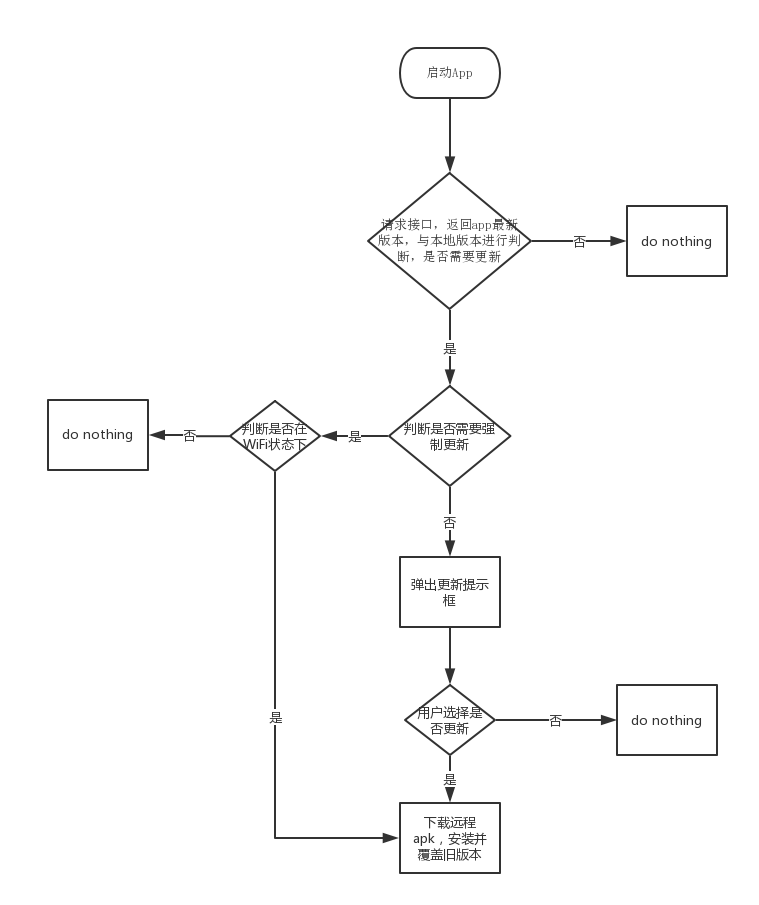 启动App
请求接口，返回app最新
版本，与本地版本进行判
断，是否需要更新
否
do nothing
是
do nothing
否
判断是否在
WiFi状态下
是
判断是否需要强
制更新
否
弹出更新提示
框
用户选择是
否更新
否
do nothing
是
是
下载远程
apk，安装并
覆盖旧版本